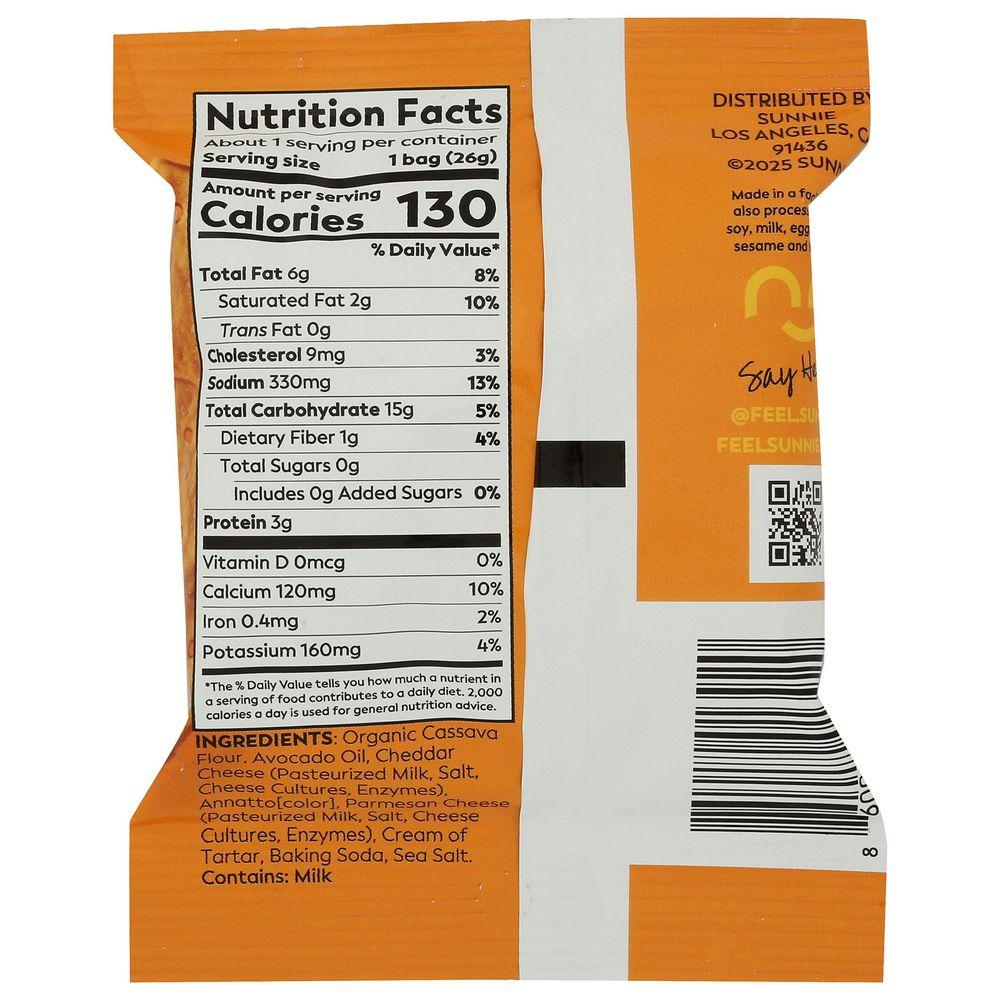 Nutrition Facts
About 1 serving per container
Serving size 1 bag (26g)
Amount per serving
Calories 130
% Daily Value*
Total Fat 6g 8%
Saturated Fat 2g 10%
Trans Fat 0g
Cholesterol 9mg 3%
Sodium 330mg 13%
Total Carbohydrate 15g 5%
Dietary Fiber 1g 4%
Total Sugars 0g
Includes 0g Added Sugars 0%
Protein 3g
Vitamin D 0mcg 0%
Calcium 120mg 10%
Iron 0.4mg 2%
Potassium 160mg 4%
*The % Daily Value tells you how much a nutrient in
a serving of food contributes to a daily diet. 2,000
calories a day is used for general nutrition advice.
INGREDIENTS: Organic Cassava
Flour, Avocado Oil, Cheddar
Cheese (Pasteurized Milk, Salt,
Cheese Cultures, Enzymes),
Annatto[color], Parmesan Cheese
(Pasteurized Milk, Salt, Cheese
Cultures, Enzymes), Cream of
Tartar, Baking Soda, Sea Salt.
Contains: Milk
DISTRIBUTED BY
SUNNIE
LOS ANGELES,
91436
©2025
Made in a
also
soy, milk,
sesame and
Say
8